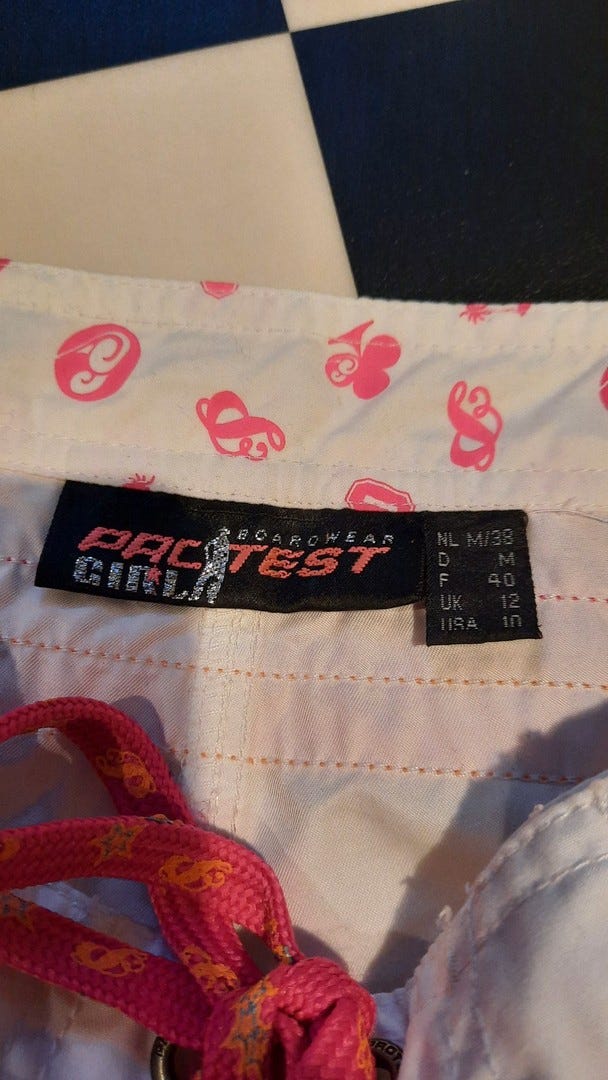 BOARDWEAR
PROTEST
GIRL
NL M/38
D M
F 40
UK 12
USA 10